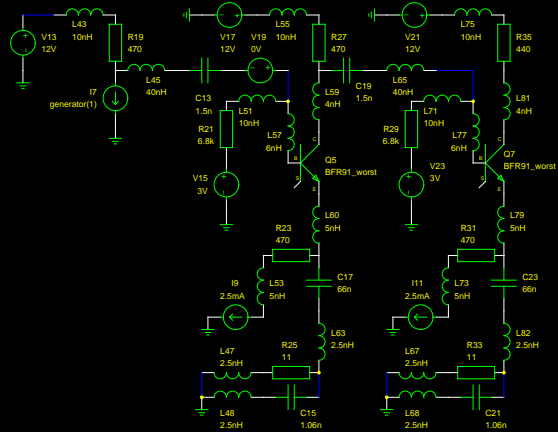 L43
10nH
V13
12V
R19
470
I7
generator(1)
L45
40nH
C13
1.5n
V17
12V
V19
0V
L55
10nH
R27
470
R21
6.8k
L51
10nH
L57
6nH
V15
3V
L59
4nH
C
B
S
E
Q5
BFR91_worst
L60
5nH
R23
470
I9
2.5mA
L53
5nH
C17
66n
L63
2.5nH
L47
2.5nH
R25
11
L48
2.5nH
C15
1.06n
C19
1.5n
L65
40nH
V21
12V
L75
10nH
R35
440
R29
6.8k
L71
10nH
L77
6nH
V23
3V
L81
4nH
C
B
S
E
Q7
BFR91_worst
L79
5nH
R31
470
I11
2.5mA
L73
5nH
C23
66n
L82
2.5nH
L67
2.5nH
R33
11
L68
2.5nH
C21
1.06n